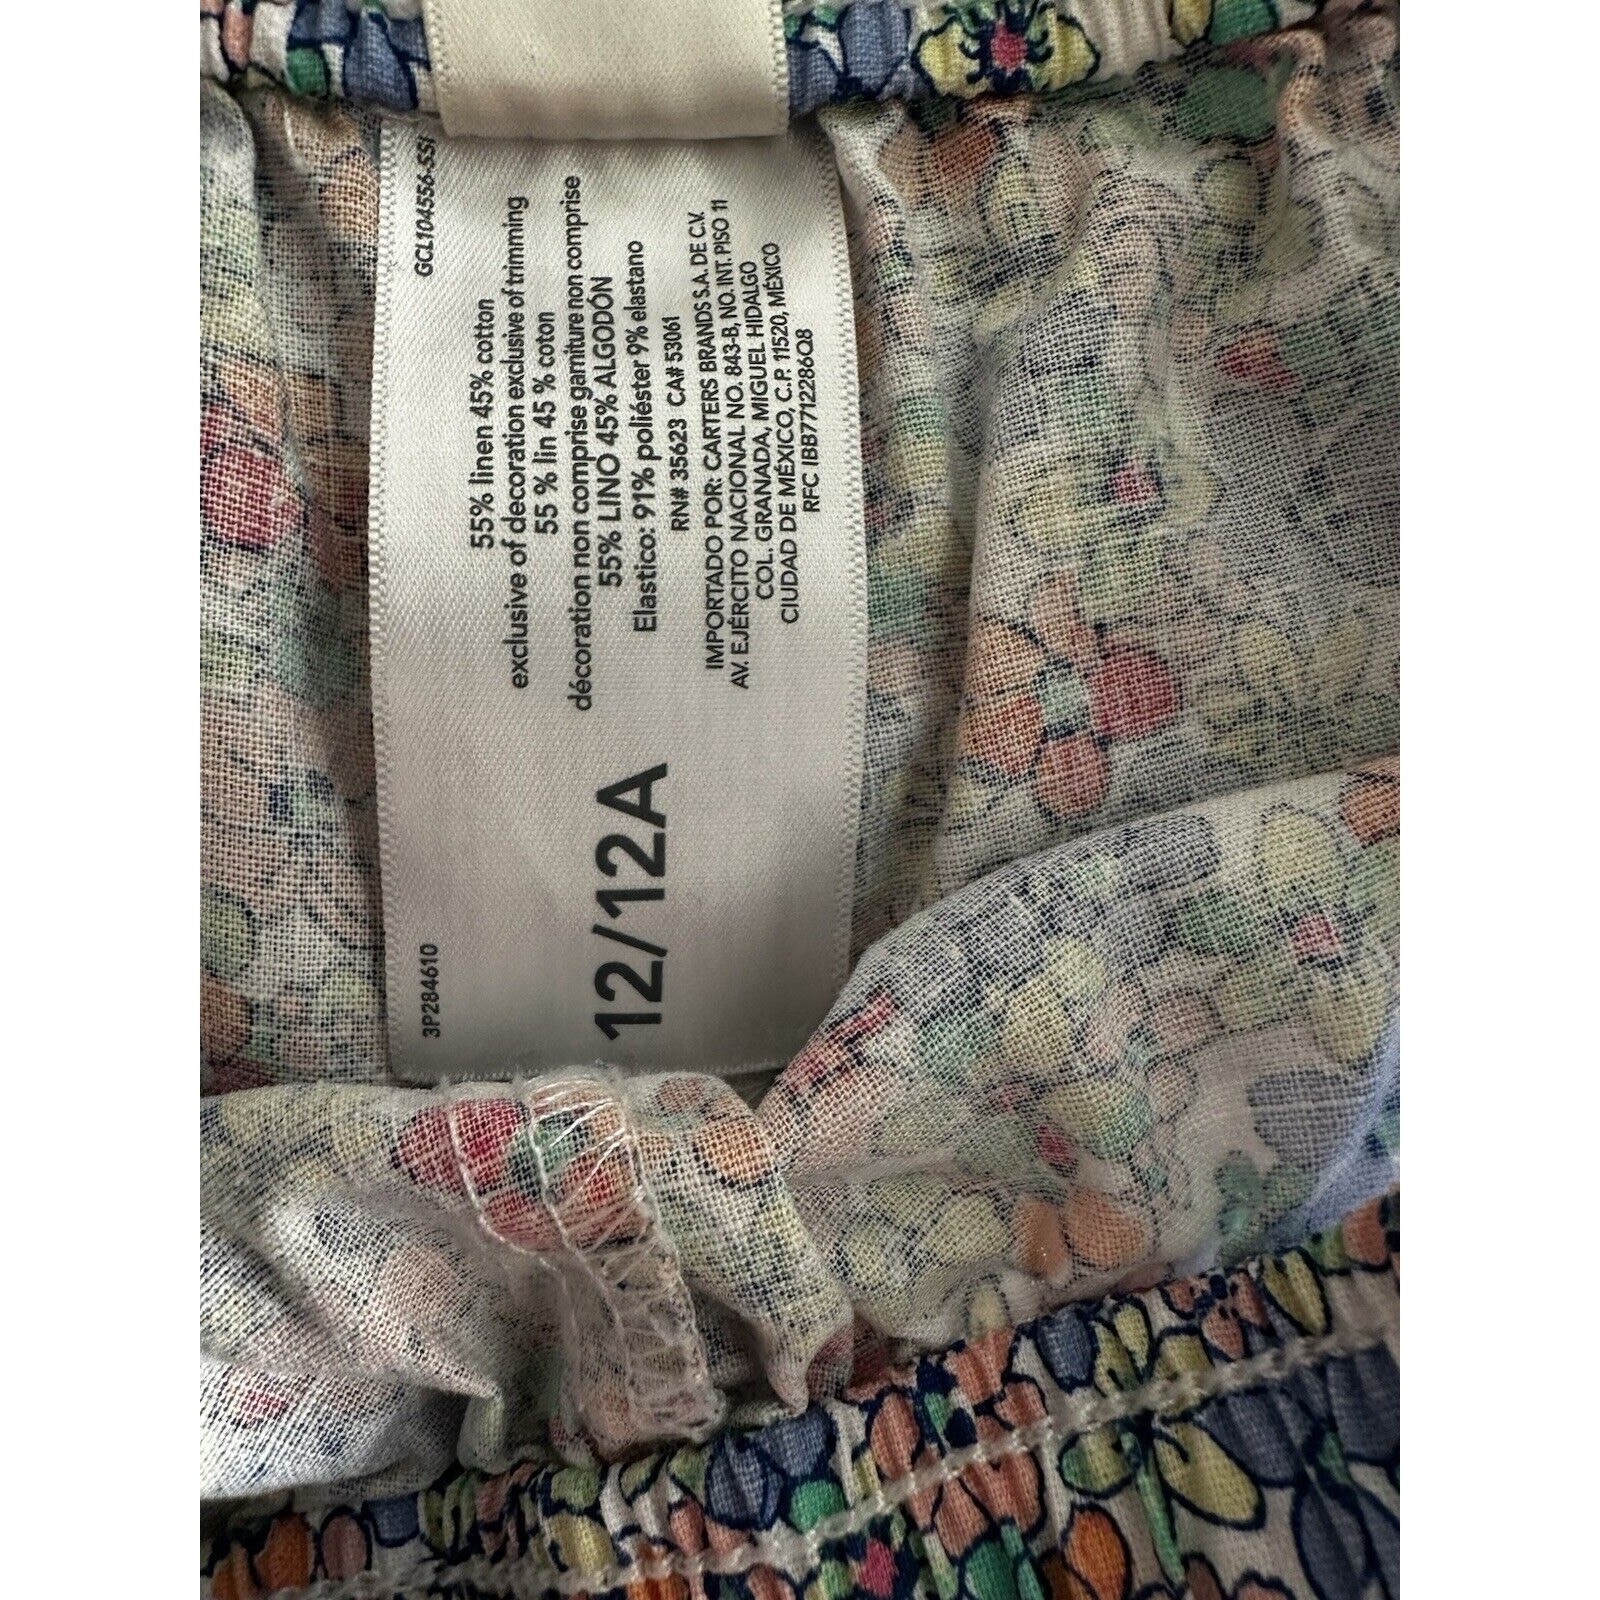 GCL104556-SS1
55% linen 45% cotton
exclusive of decoration exclusive of trimming
55 % lin 45 % coton
décoration non comprise garniture non comprise
55% LINO 45% ALGODÓN
Elastico: 91% poliéster 9% elastano
RN# 35623 CA# 53061
IMPORTADO POR: CARTERS BRANDS S.A. DE C.V.
AV. EJÉRCITO NACIONAL NO. 843-B, NO. INT. PISO 11
COL. GRANADA, MIGUEL HIDALGO
CIUDAD DE MÉXICO, C.P. 11520, MÉXICO
RFC IBB7712286Q8
3P284610
12/12A